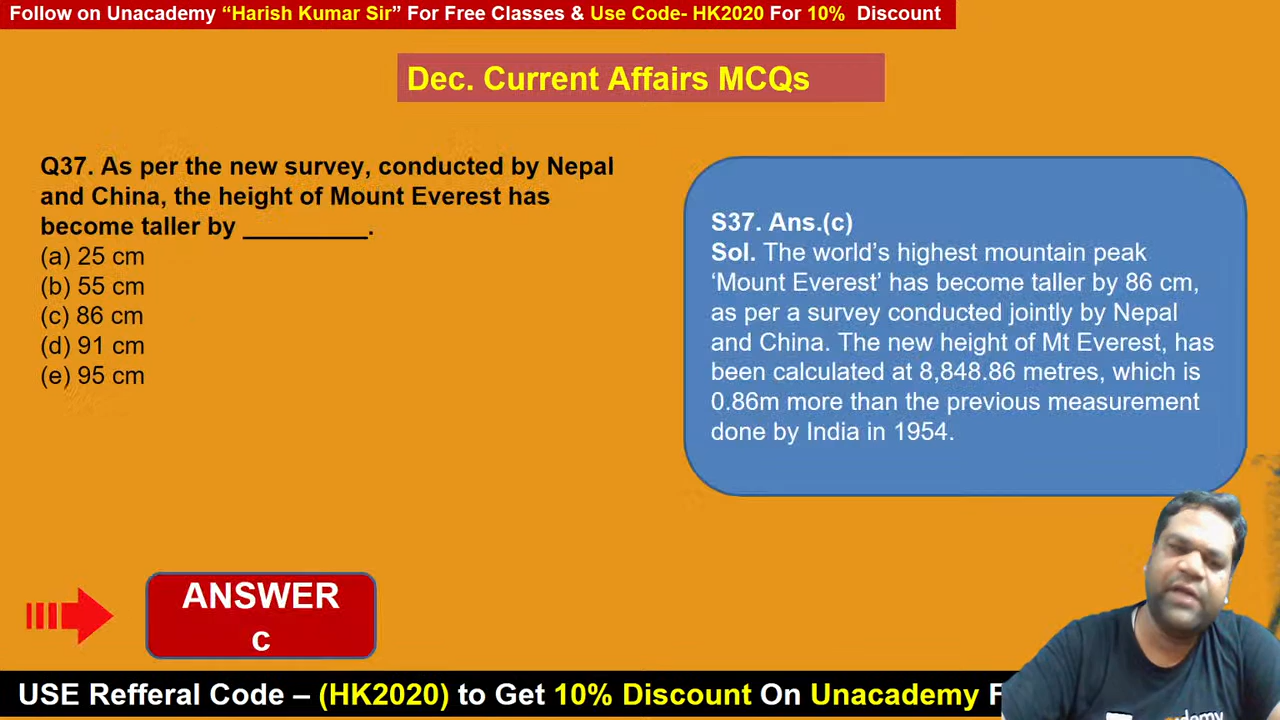 Follow on Unacademy “Harish Kumar Sir” For Free Classes & Use Code- HK2020 For 10% Discount
Dec. Current Affairs MCQs
Q37. As per the new survey, conducted by Nepal
and China, the height of Mount Everest has
become taller by _________.
(a) 25 cm
(b) 55 cm
(c) 86 cm
(d) 91 cm
(e) 95 cm
S37. Ans.(c)
Sol. The world’s highest mountain peak
‘Mount Everest’ has become taller by 86 cm,
as per a survey conducted jointly by Nepal
and China. The new height of Mt Everest, has
been calculated at 8,848.86 metres, which is
0.86m more than the previous measurement
done by India in 1954.
ANSWER
c
USE Refferal Code – (HK2020) to Get 10% Discount On Unacademy F